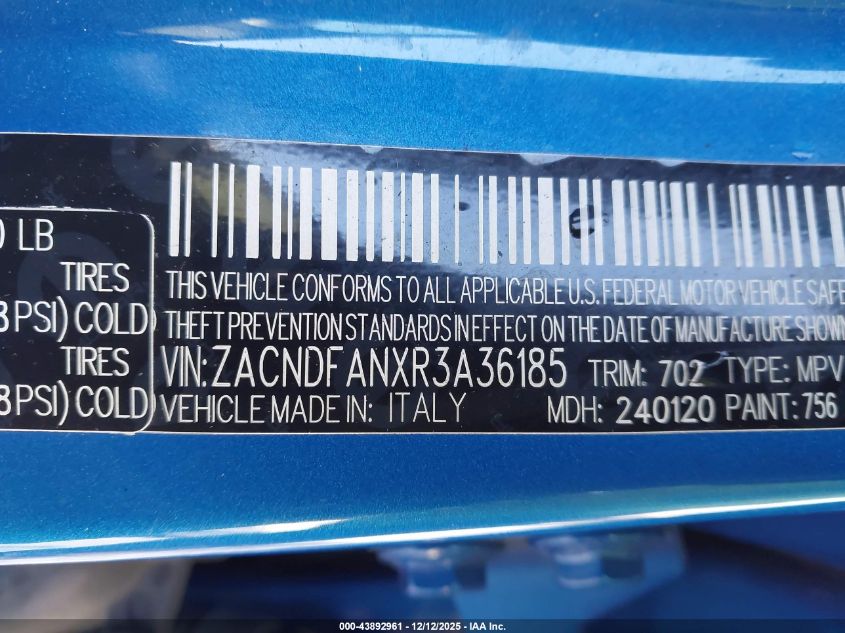 0 LB
TIRES
PSI) COLD
TIRES
PSI) COLD
THIS VEHICLE CONFORMS TO ALL APPLICABLE U.S. FEDERAL MOTOR VEHICLE SAFE
THEFT PREVENTION STANDARDS IN EFFECT ON THE DATE OF MANUFACTURE SHOWN
VIN: ZACNDFANXR3A36185 TRIM: 702 TYPE: MPV
VEHICLE MADE IN: ITALY MDH: 240120 PAINT: 756
000-43892961 - 12/12/2025 - IAA Inc.